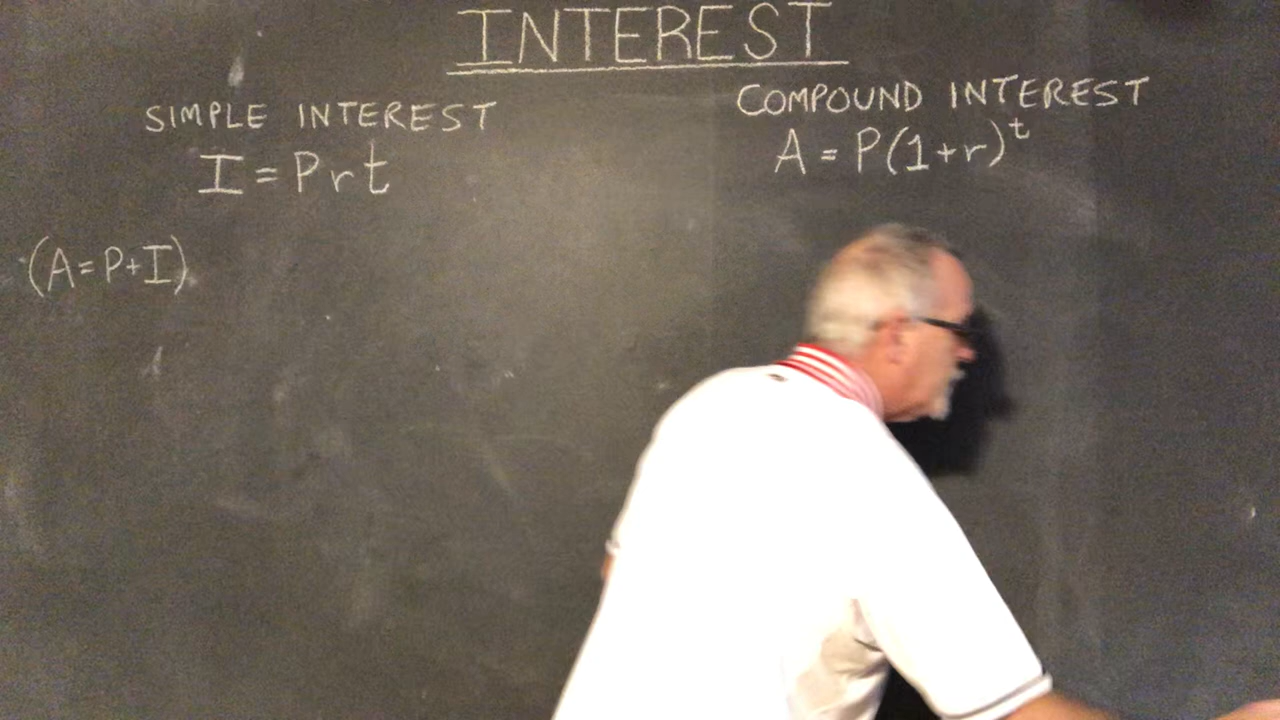 INTEREST
SIMPLE INTEREST
I = Prt
(A = P+I)
COMPOUND INTEREST
A = P(1+r)^t